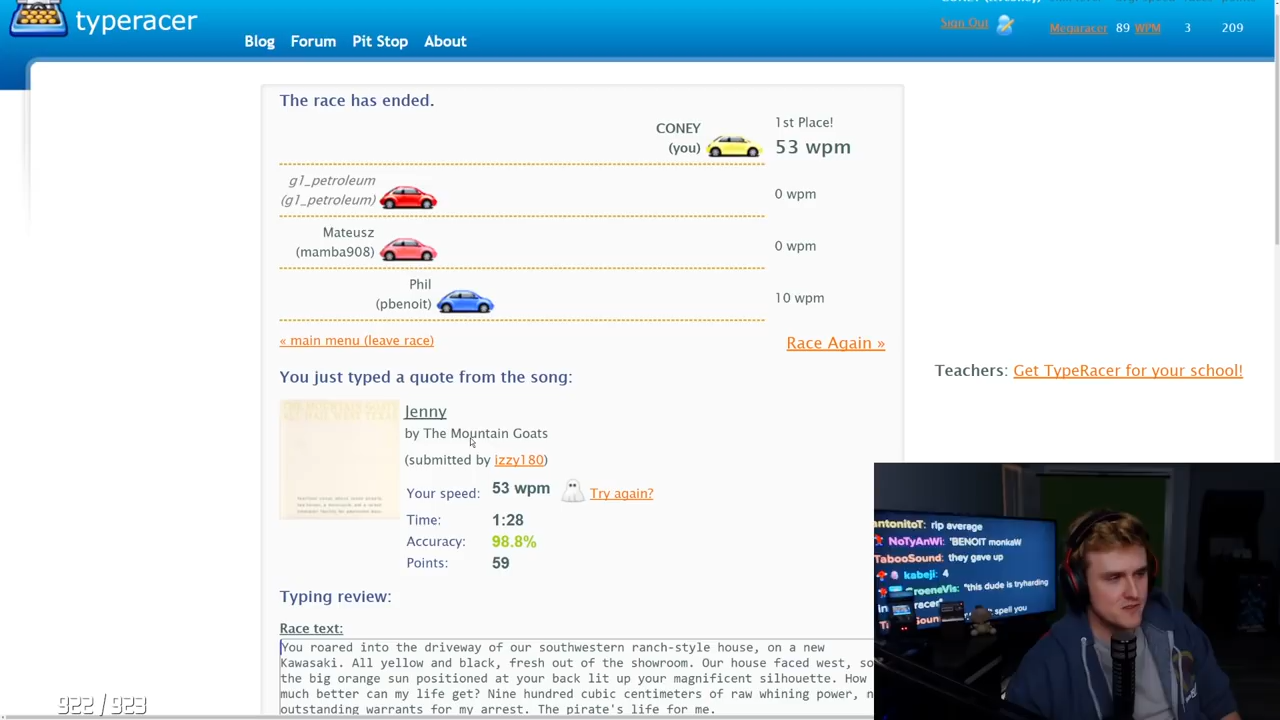 typeracer
Sign Out
Megaracer 89 WPM 3 209
Blog Forum Pit Stop About
The race has ended.
CONEY
(you)
1st Place!
53 wpm
g1_petroleum
(g1_petroleum)
0 wpm
Mateusz
(mamba908)
0 wpm
Phil
(pbenoit)
10 wpm
« main menu (leave race)
Race Again »
Teachers: Get TypeRacer for your school!
You just typed a quote from the song:
Jenny
by The Mountain Goats
(submitted by izzy180)
Your speed: 53 wpm Try again?
Time: 1:28
Accuracy: 98.8%
Points: 59
Typing review:
Race text:
You roared into the driveway of our southwestern ranch-style house, on a new
Kawasaki. All yellow and black, fresh out of the showroom. Our house faced west, so
the big orange sun positioned at your back lit up your magnificent silhouette. How
much better can my life get? Nine hundred cubic centimeters of raw whining power, n
outstanding warrants for my arrest. The pirate's life for me.
antonitoT: rip average
NoTyAnWi: "BENOIT monkaW
TabooSound: they gave up
kabeji: 4
GroeneVis: "this dude is tryharding
spell you
922 / 923